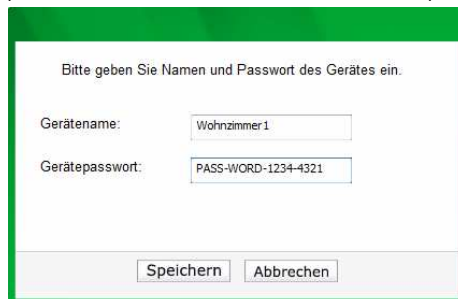 Bitte geben Sie Namen und Passwort des Gerätes ein.
Gerätename: Wohnzimmer1
Gerätepasswort: PASS-WORD-1234-4321
Speichern Abbrechen